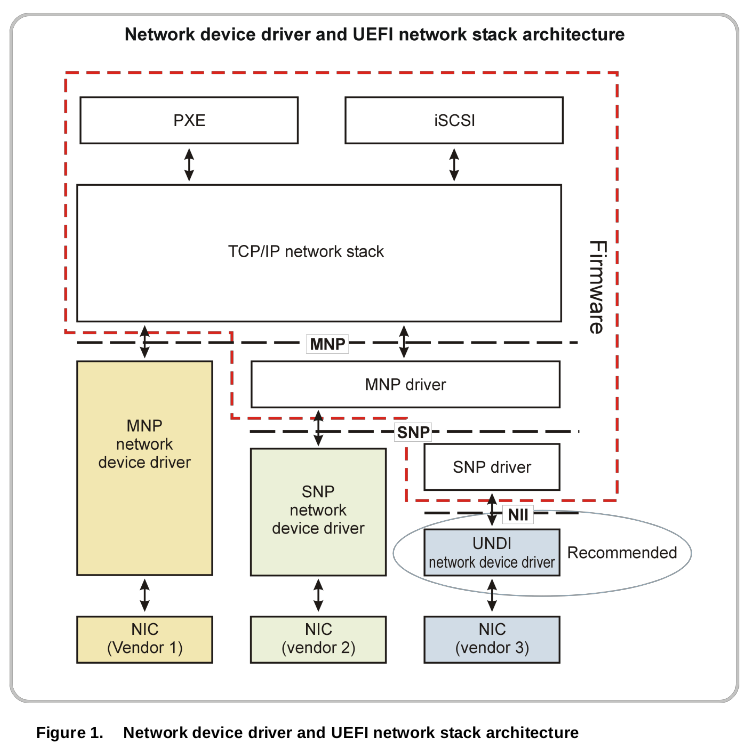 Network device driver and UEFI network stack architecture
PXE
iSCSI
TCP/IP network stack
Firmware
MNP
MNP
network
device driver
MNP driver
SNP
SNP
network
device driver
SNP driver
NII
UNDI
network device driver
Recommended
NIC
(Vendor 1)
NIC
(vendor 2)
NIC
(vendor 3)
Figure 1. Network device driver and UEFI network stack architecture